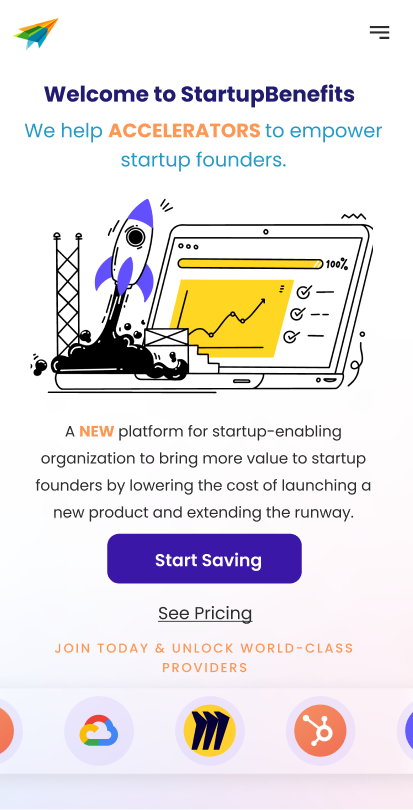 Welcome to StartupBenefits
We help ACCELERATORS to empower
startup founders.
100%
A NEW platform for startup-enabling
organization to bring more value to startup
founders by lowering the cost of launching a
new product and extending the runway.
Start Saving
See Pricing
JOIN TODAY & UNLOCK WORLD-CLASS
PROVIDERS